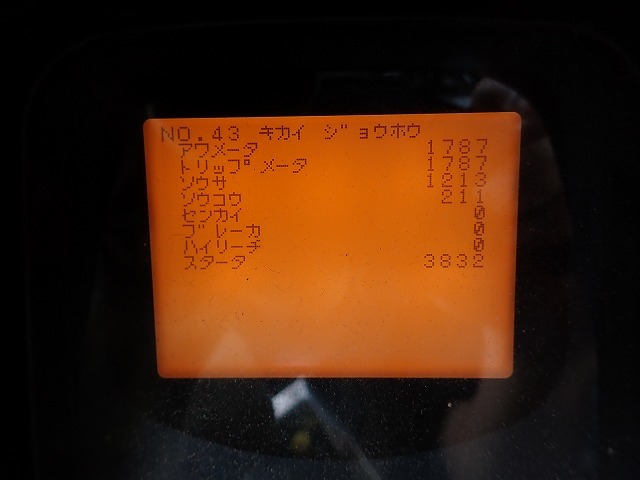 NO.43 キカイ ジョウホウ
アワメータ 1787
トリップメータ 1787
ソウサ 1213
ソウコウ 211
センカイ 0
ブレーカ 0
ハイリーチ 0
スタータ 3832